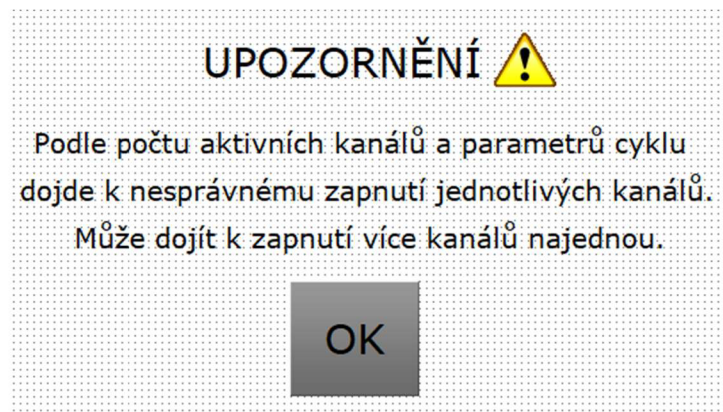 UPOZORNĚNÍ
Podle počtu aktivních kanálů a parametrů cyklu
dojde k nesprávnému zapnutí jednotlivých kanálů.
Může dojít k zapnutí více kanálů najednou.
OK